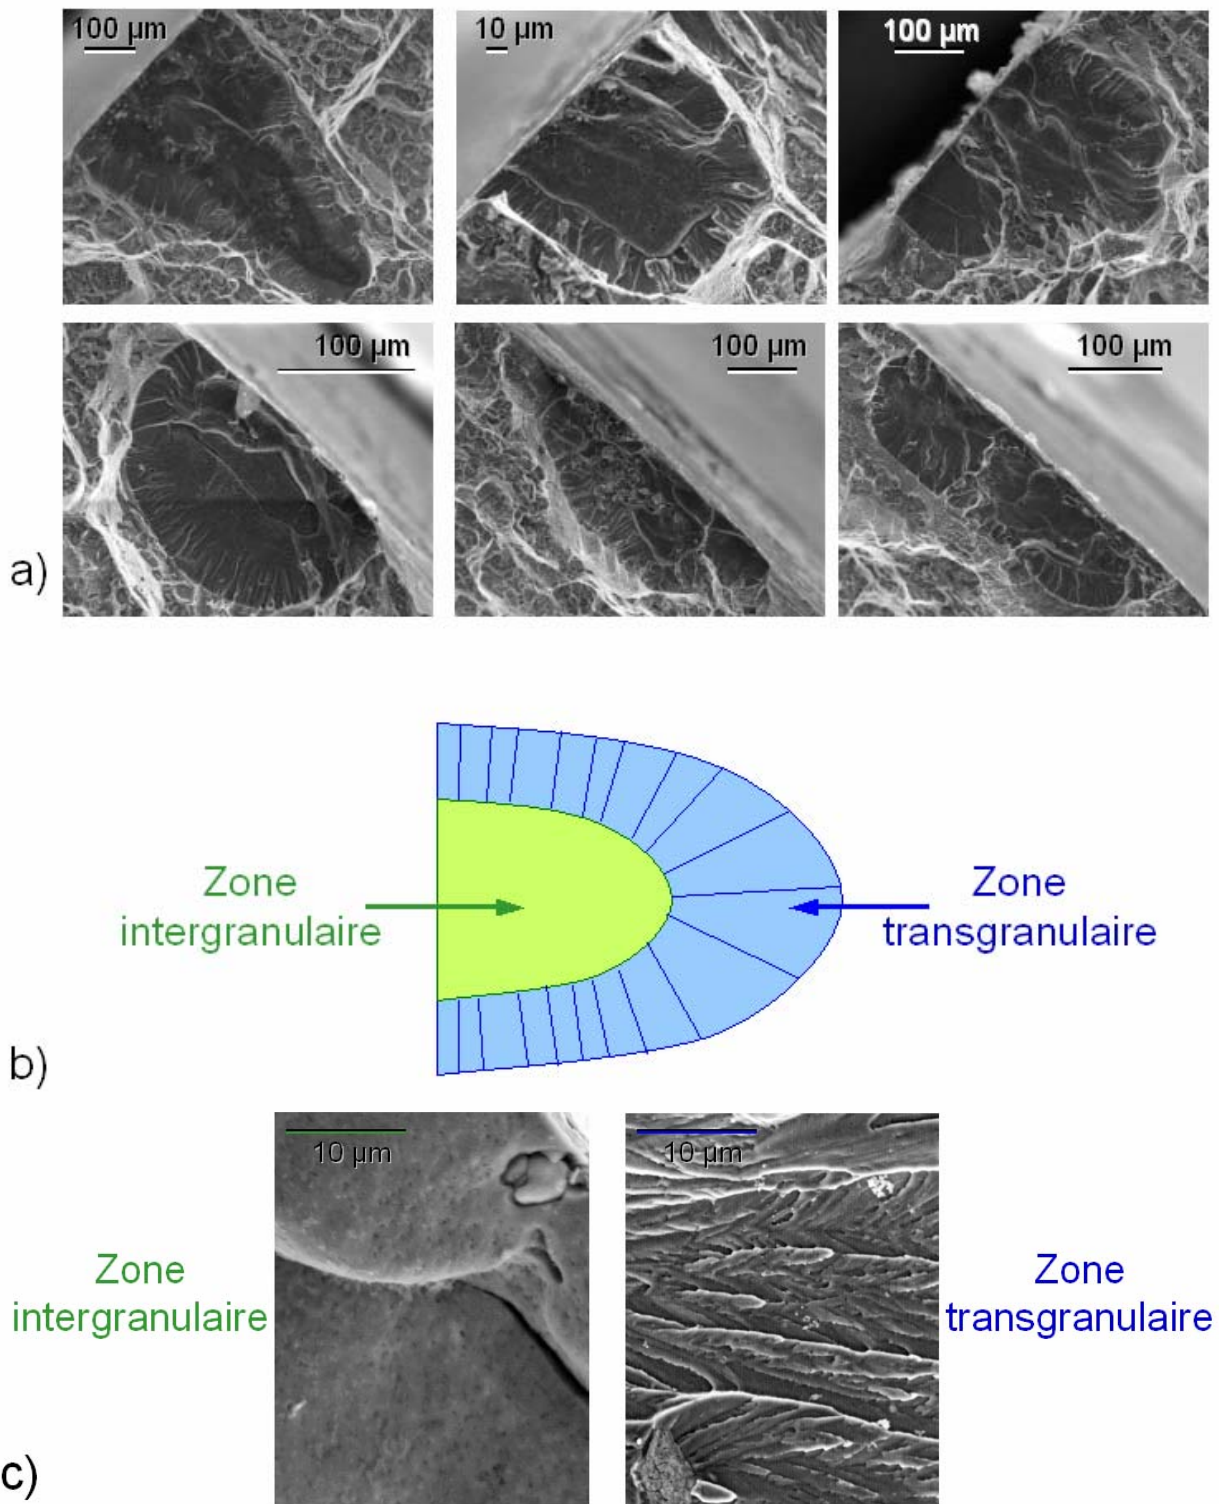 100 µm
10 µm
100 µm
100 µm
100 µm
100 µm
a)
Zone
intergranulaire
Zone
transgranulaire
b)
10 µm
10 µm
Zone
intergranulaire
Zone
transgranulaire
c)